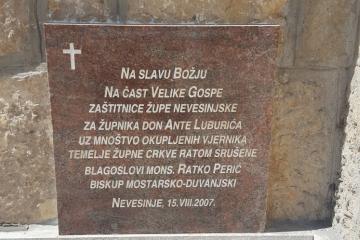 NA SLAVU BOŽJU
NA ČAST VELIKE GOSPE
ZAŠTITNICE ŽUPE NEVESINJSKE
ZA ŽUPNIKA DON ANTE LUBURIĆA
UZ MNOŠTVO OKUPLJENIH VJERNIKA
TEMELJE ŽUPNE CRKVE RATOM SRUŠENE
BLAGOSLOVI MONS. RATKO PERIĆ
BISKUP MOSTARSKO-DUVANJSKI
NEVESINJE, 15.VIII.2007.